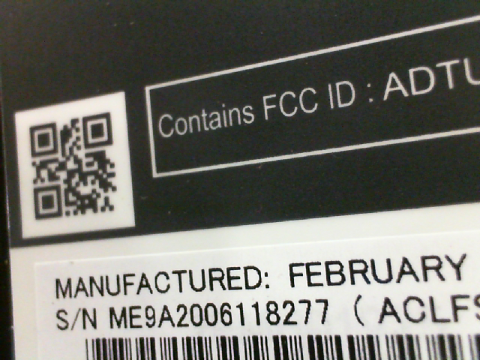 Contains FCC ID : ADTU
MANUFACTURED: FEBRUARY
S/N ME9A2006118277 ( ACLFS